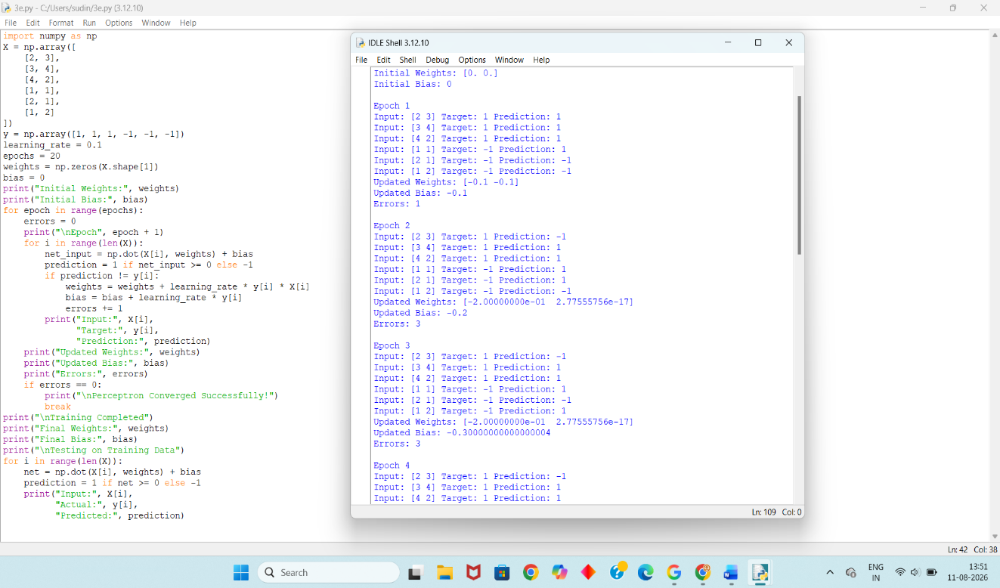 3e.py - C:/Users/sudin/3e.py (3.12.10)
File Edit Format Run Options Window Help
import numpy as np
X = np.array([
    [2, 3],
    [3, 4],
    [4, 2],
    [1, 1],
    [2, 1],
    [1, 2]
])
y = np.array([1, 1, 1, -1, -1, -1])
learning_rate = 0.1
epochs = 20
weights = np.zeros(X.shape[1])
bias = 0
print("Initial Weights:", weights)
print("Initial Bias:", bias)
for epoch in range(epochs):
    errors = 0
    print("\nEpoch", epoch + 1)
    for i in range(len(X)):
        net_input = np.dot(X[i], weights) + bias
        prediction = 1 if net_input >= 0 else -1
        if prediction != y[i]:
            weights = weights + learning_rate * y[i] * X[i]
            bias = bias + learning_rate * y[i]
            errors += 1
        print("Input:", X[i],
              "Target:", y[i],
              "Prediction:", prediction)
    print("Updated Weights:", weights)
    print("Updated Bias:", bias)
    print("Errors:", errors)
    if errors == 0:
        print("\nPerceptron Converged Successfully!")
        break
print("\nTraining Completed")
print("Final Weights:", weights)
print("Final Bias:", bias)
print("\nTesting on Training Data")
for i in range(len(X)):
    net = np.dot(X[i], weights) + bias
    prediction = 1 if net >= 0 else -1
    print("Input:", X[i],
          "Actual:", y[i],
          "Predicted:", prediction)
IDLE Shell 3.12.10
File Edit Shell Debug Options Window Help
Initial Weights: [0. 0.]
Initial Bias: 0

Epoch 1
Input: [2 3] Target: 1 Prediction: 1
Input: [3 4] Target: 1 Prediction: 1
Input: [4 2] Target: 1 Prediction: 1
Input: [1 1] Target: -1 Prediction: 1
Input: [2 1] Target: -1 Prediction: -1
Input: [1 2] Target: -1 Prediction: -1
Updated Weights: [-0.1 -0.1]
Updated Bias: -0.1
Errors: 1

Epoch 2
Input: [2 3] Target: 1 Prediction: -1
Input: [3 4] Target: 1 Prediction: 1
Input: [4 2] Target: 1 Prediction: 1
Input: [1 1] Target: -1 Prediction: 1
Input: [2 1] Target: -1 Prediction: 1
Input: [1 2] Target: -1 Prediction: -1
Updated Weights: [-2.00000000e-01  2.77555756e-17]
Updated Bias: -0.2
Errors: 3

Epoch 3
Input: [2 3] Target: 1 Prediction: -1
Input: [3 4] Target: 1 Prediction: 1
Input: [4 2] Target: 1 Prediction: 1
Input: [1 1] Target: -1 Prediction: 1
Input: [2 1] Target: -1 Prediction: -1
Input: [1 2] Target: -1 Prediction: 1
Updated Weights: [-2.00000000e-01  2.77555756e-17]
Updated Bias: -0.30000000000000004
Errors: 3

Epoch 4
Input: [2 3] Target: 1 Prediction: -1
Input: [3 4] Target: 1 Prediction: 1
Input: [4 2] Target: 1 Prediction: 1
Ln: 109 Col: 0
Ln: 42 Col: 38
Search
ENG
IN
13:51
11-08-2026